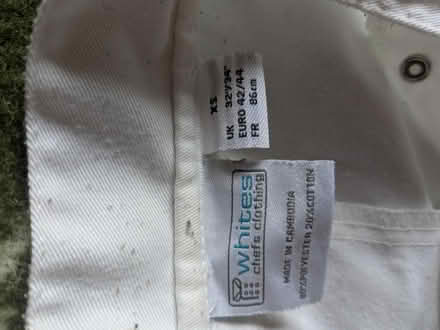 XS
UK 32"/34"
EURO 42/44
FR 86cm
whites
chefs clothing
MADE IN CAMBODIA
80%POLYESTER 20%COTTON